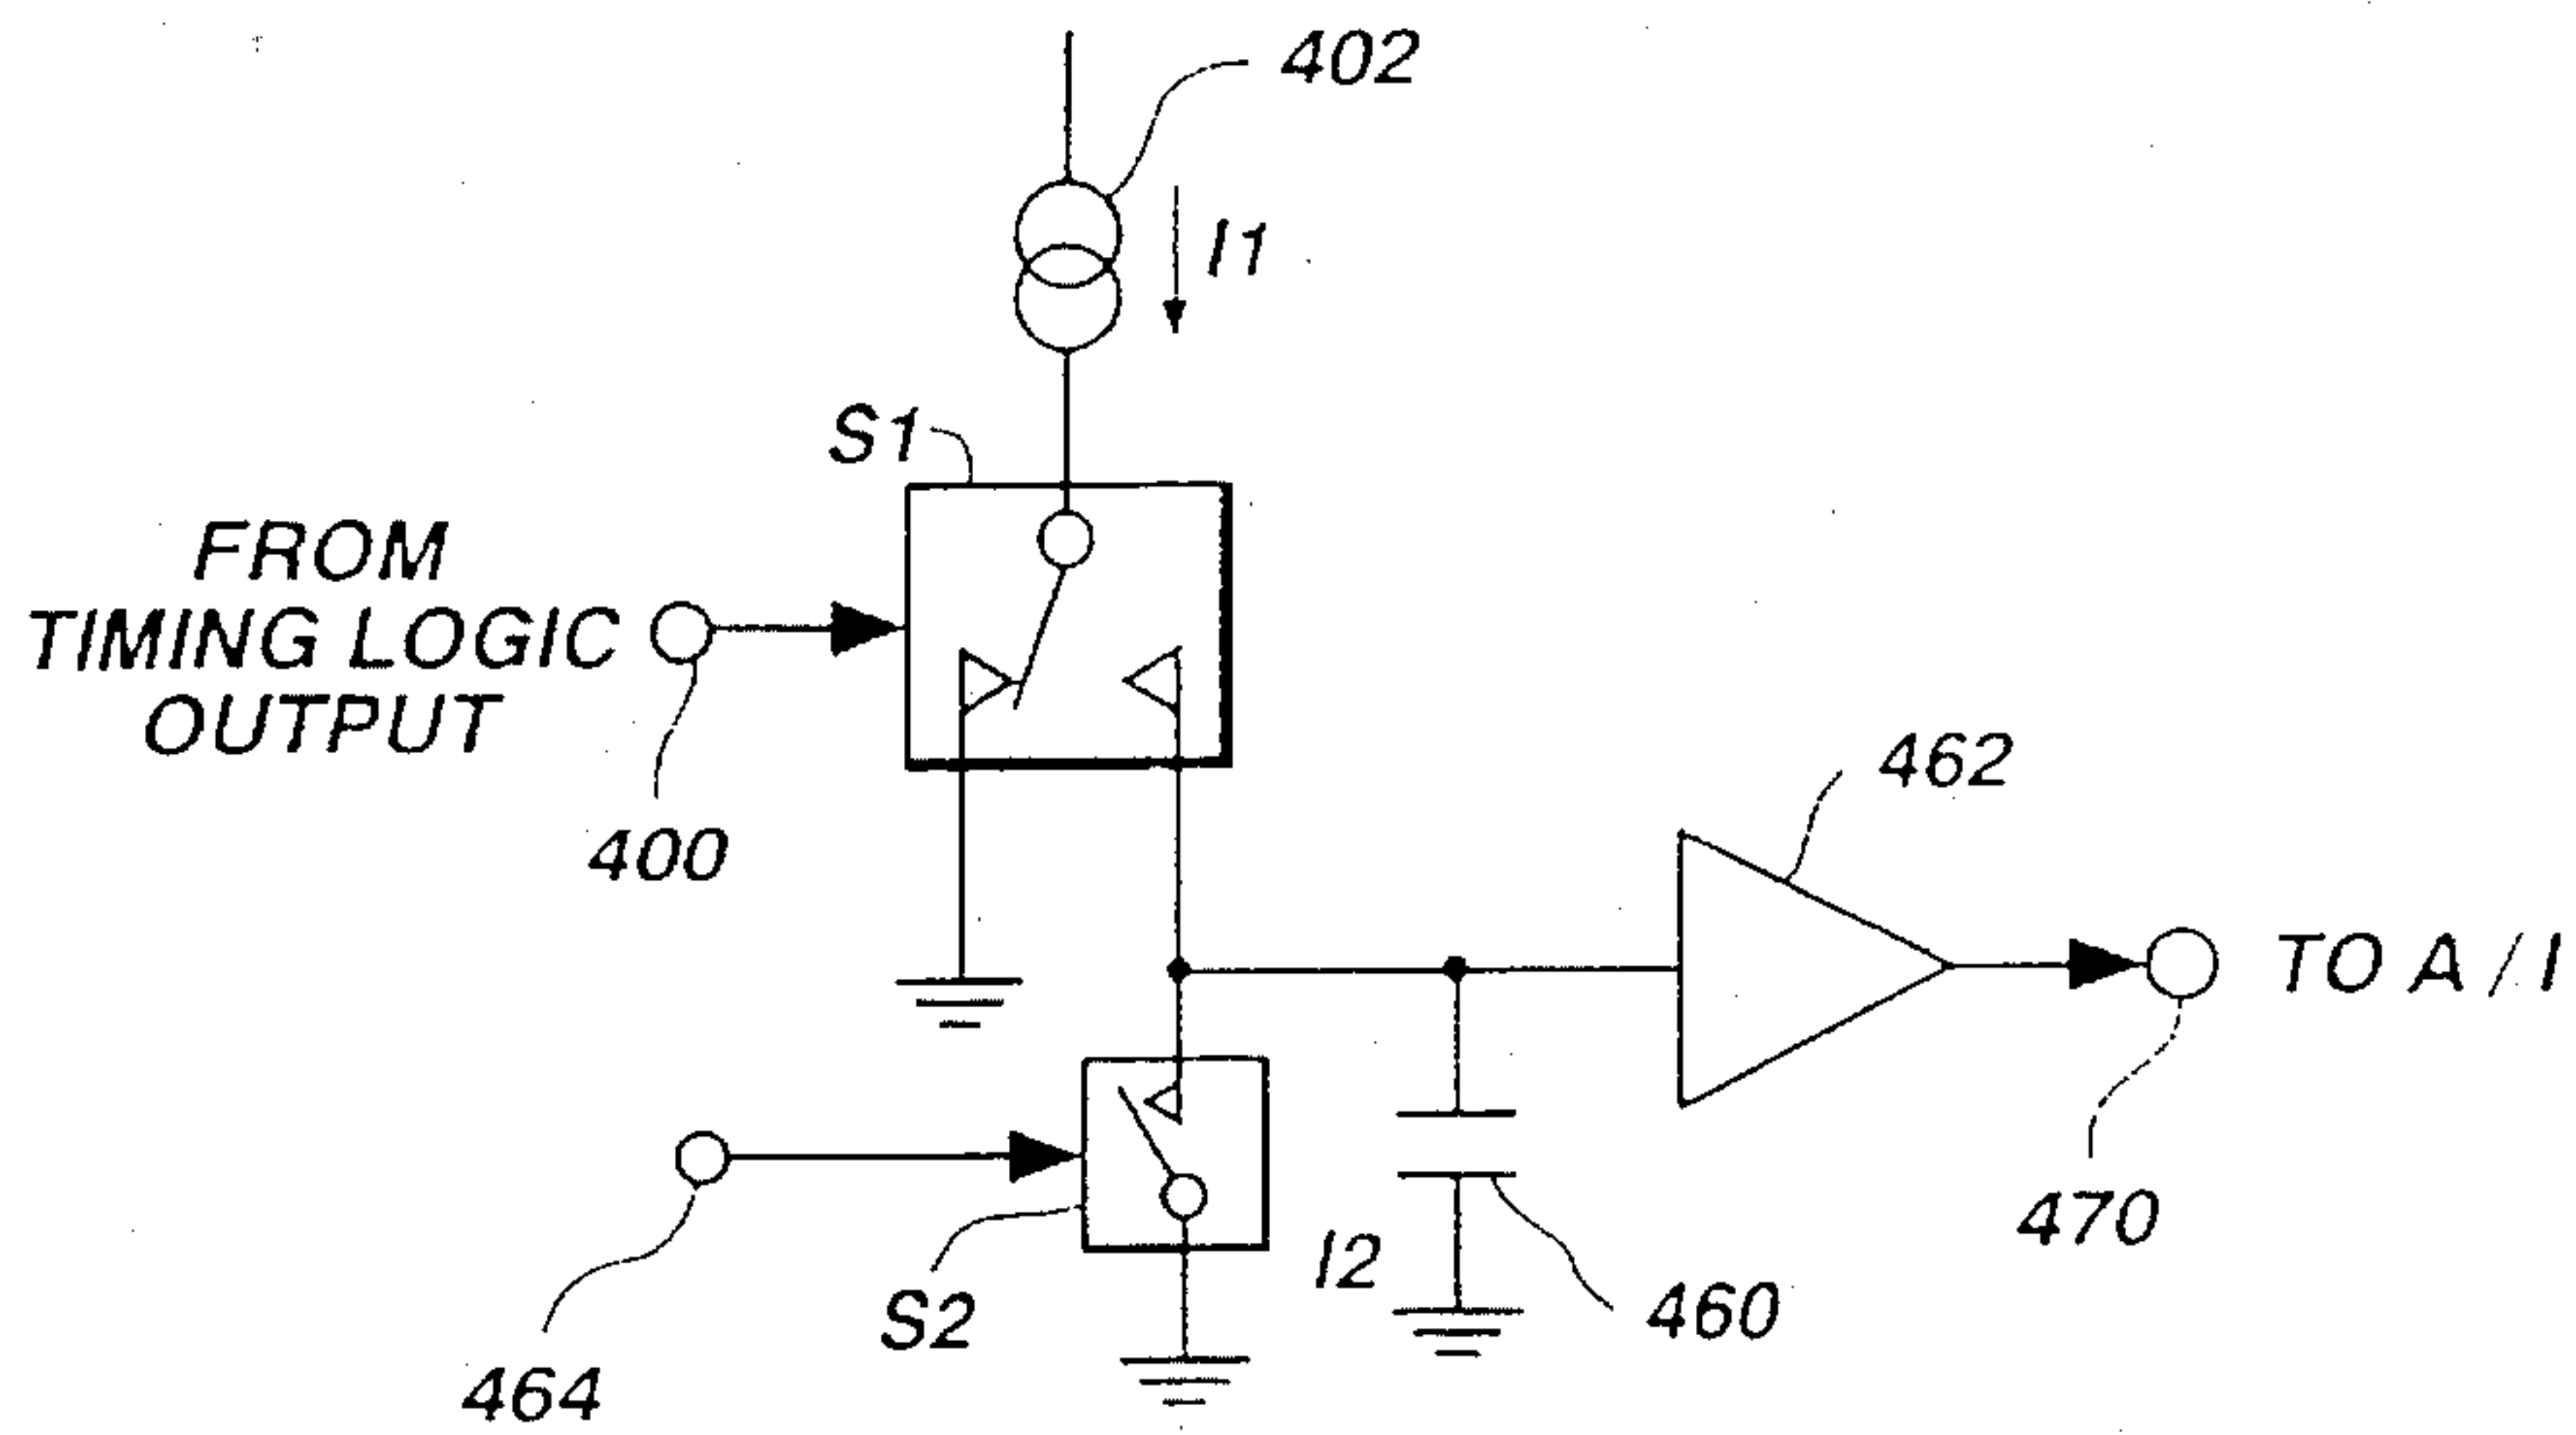 402
I1
S1
FROM
TIMING LOGIC
OUTPUT
400
462
TO A / I
470
I2
S2
460
464